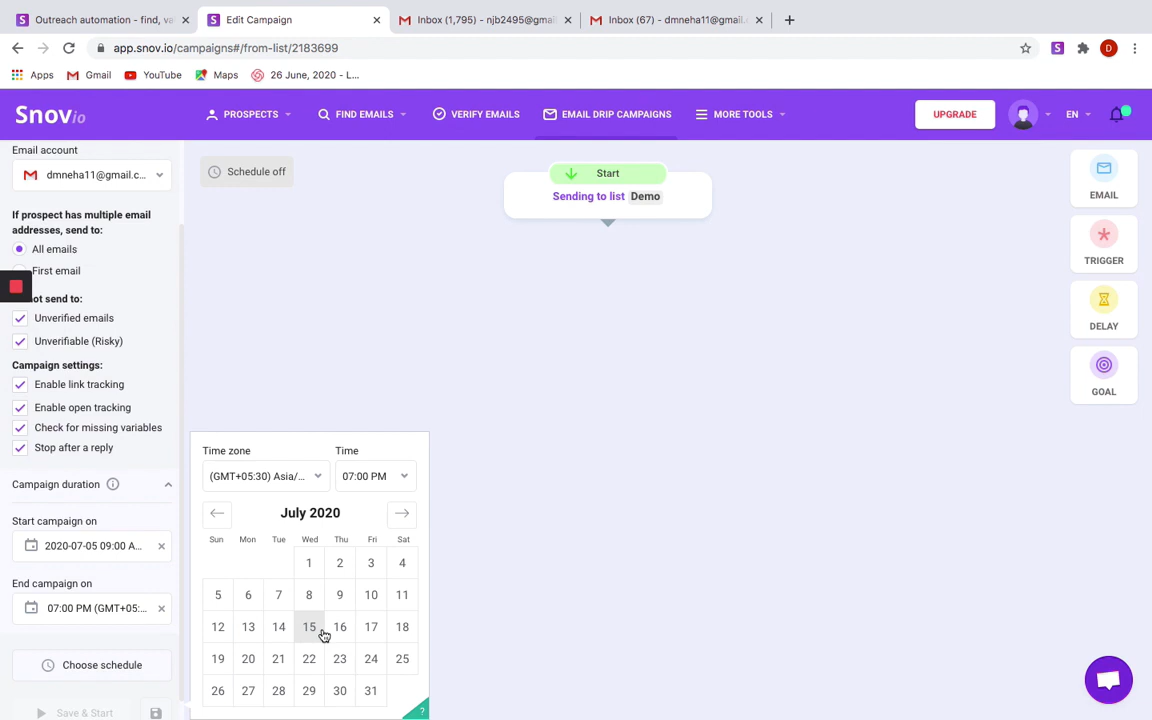 Outreach automation - find, va
Edit Campaign
Inbox (1,795) - njb2495@gmail
Inbox (67) - dmneha11@gmail.c
app.snov.io/campaigns#/from-list/2183699
S
D
Apps
Gmail
YouTube
Maps
26 June, 2020 - L...
Snovio
PROSPECTS
FIND EMAILS
VERIFY EMAILS
EMAIL DRIP CAMPAIGNS
MORE TOOLS
UPGRADE
EN
Email account
dmneha11@gmail.c...
Schedule off
Start
Sending to list Demo
EMAIL
TRIGGER
DELAY
GOAL
If prospect has multiple email
addresses, send to:
All emails
First email
not send to:
Unverified emails
Unverifiable (Risky)
Campaign settings:
Enable link tracking
Enable open tracking
Check for missing variables
Stop after a reply
Campaign duration
Start campaign on
2020-07-05 09:00 A...
End campaign on
07:00 PM (GMT+05:...
Choose schedule
Save & Start
Time zone
Time
(GMT+05:30) Asia/...
07:00 PM
July 2020
Sun Mon Tue Wed Thu Fri Sat
1 2 3 4
5 6 7 8 9 10 11
12 13 14 15 16 17 18
19 20 21 22 23 24 25
26 27 28 29 30 31
?